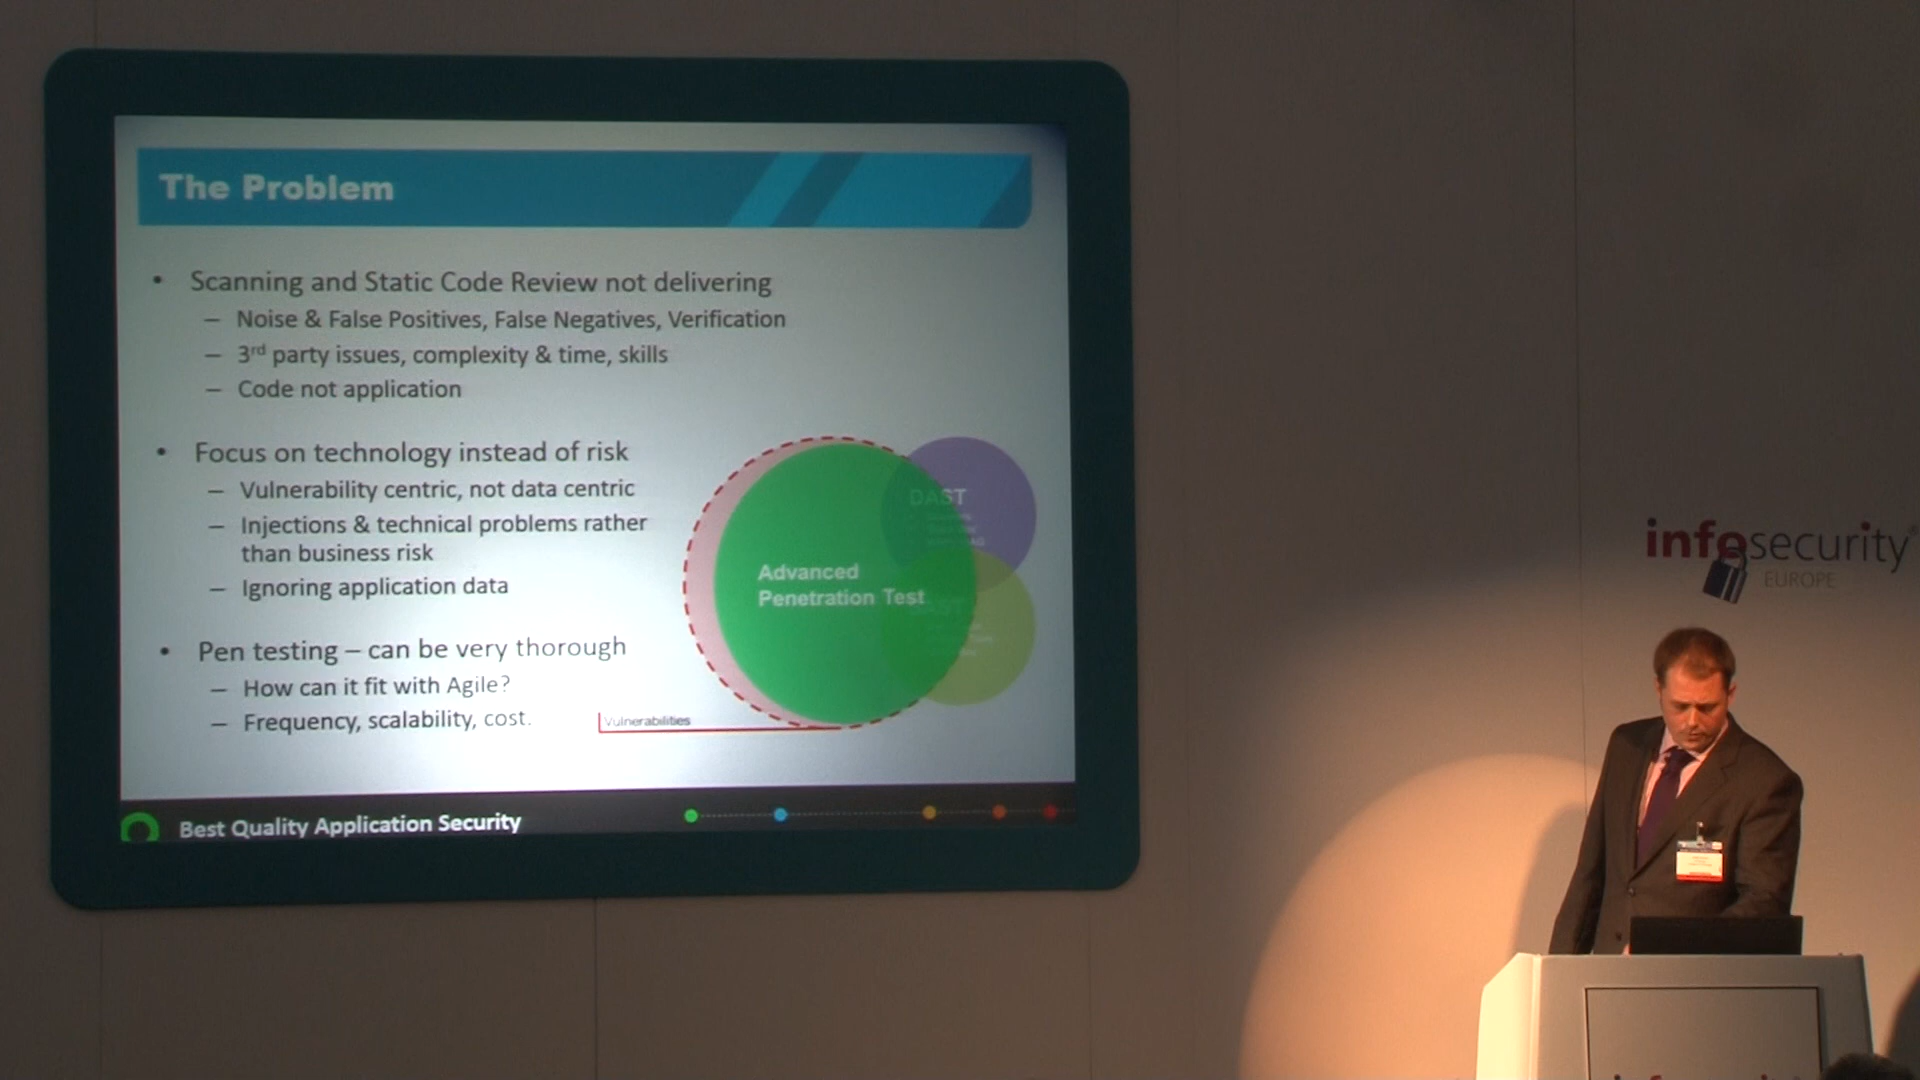 The Problem
• Scanning and Static Code Review not delivering
– Noise & False Positives, False Negatives, Verification
– 3rd party issues, complexity & time, skills
– Code not application
• Focus on technology instead of risk
– Vulnerability centric, not data centric
– Injections & technical problems rather
than business risk
– Ignoring application data
• Pen testing – can be very thorough
– How can it fit with Agile?
– Frequency, scalability, cost.
DAST
Advanced
Penetration Test
Vulnerabilities
Best Quality Application Security
infosecurity®
EUROPE